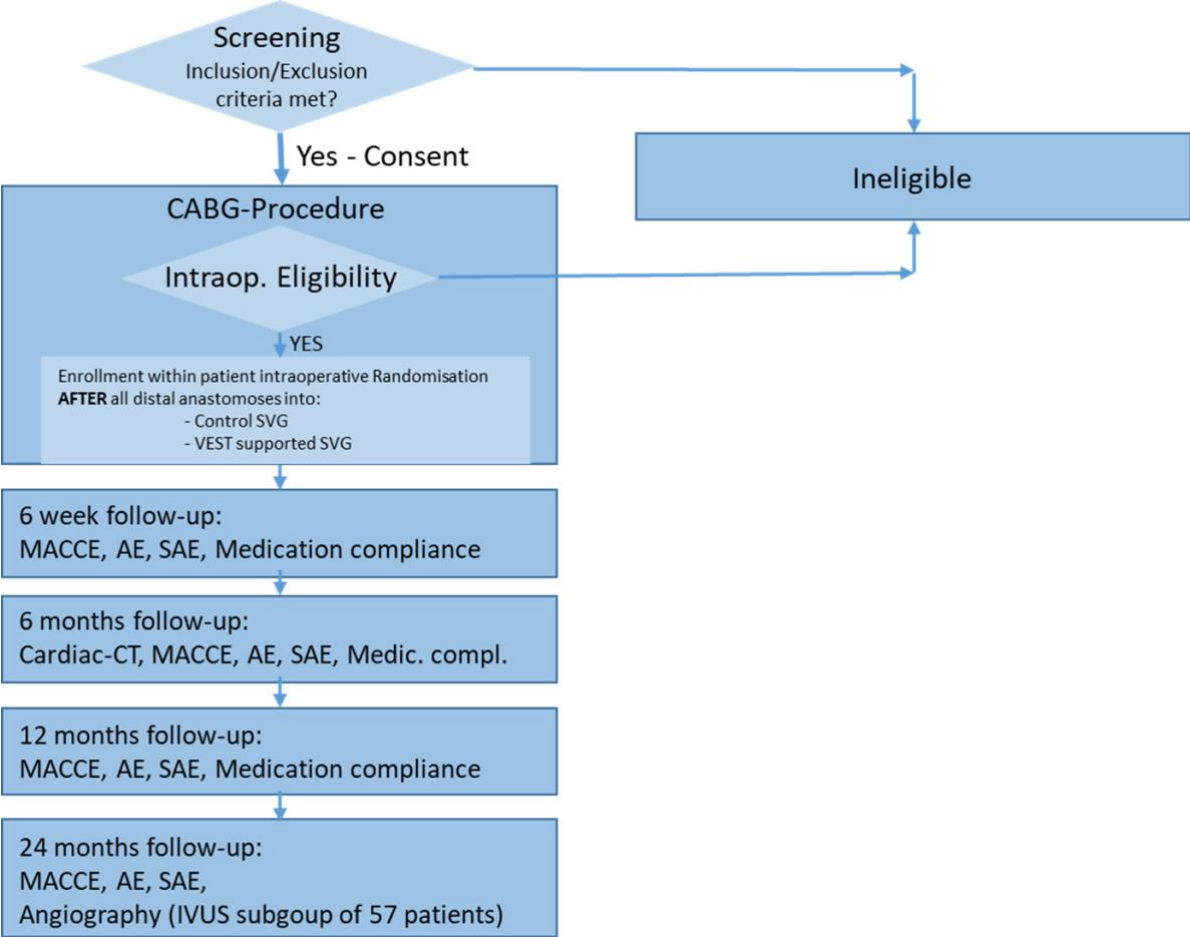 Screening
Inclusion/Exclusion
criteria met?
Yes - Consent
Ineligible
CABG-Procedure
Intraop. Eligibility
YES
Enrollment within patient intraoperative Randomisation
AFTER all distal anastomoses into:
- Control SVG
- VEST supported SVG
6 week follow-up:
MACCE, AE, SAE, Medication compliance
6 months follow-up:
Cardiac-CT, MACCE, AE, SAE, Medic. compl.
12 months follow-up:
MACCE, AE, SAE, Medication compliance
24 months follow-up:
MACCE, AE, SAE,
Angiography (IVUS subgoup of 57 patients)